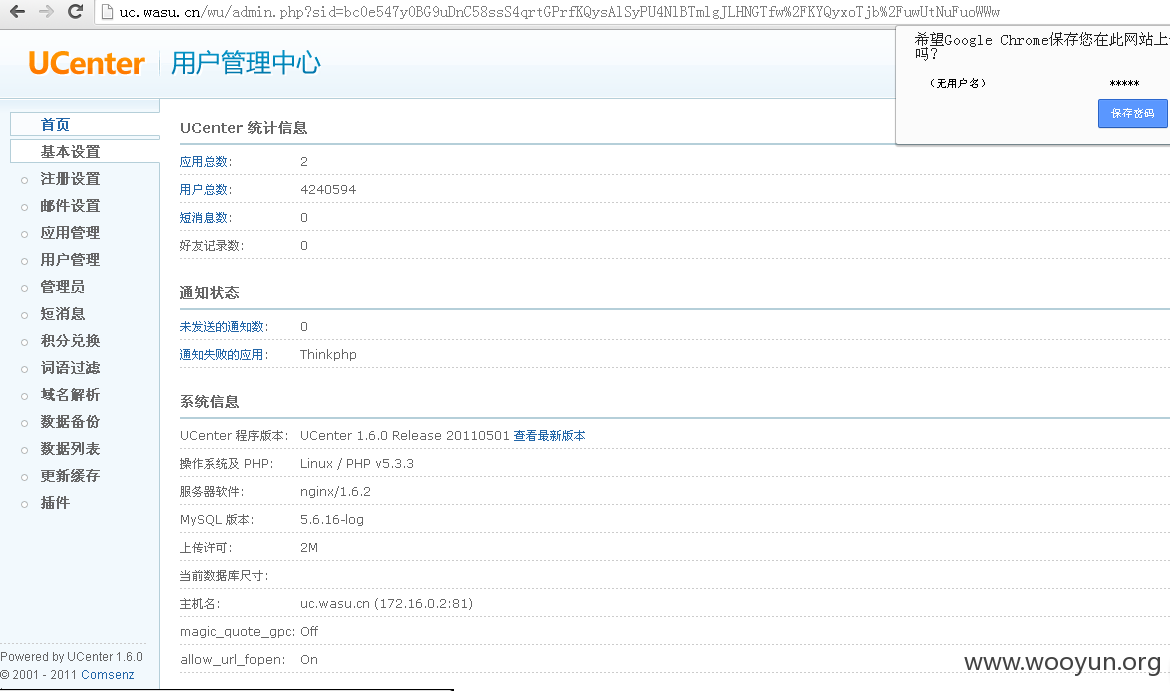 uc.wasu.cn/wu/admin.php?sid=bc0e547y0BG9uDnC58ssS4qrtGPrfKQysAlSyPU4NlBTmlgJLHNGTfw%2FKYQyxoTjb%2FuwUtNuFuoWWw
希望Google Chrome保存您在此网站上
吗?
(无用户名) *****
保存密码
UCenter 用户管理中心
首页
基本设置
注册设置
邮件设置
应用管理
用户管理
管理员
短消息
积分兑换
词语过滤
域名解析
数据备份
数据列表
更新缓存
插件
Powered by UCenter 1.6.0
© 2001 - 2011 Comsenz
UCenter 统计信息
应用总数: 2
用户总数: 4240594
短消息数: 0
好友记录数: 0
通知状态
未发送的通知数: 0
通知失败的应用: Thinkphp
系统信息
UCenter 程序版本: UCenter 1.6.0 Release 20110501 查看最新版本
操作系统及 PHP: Linux / PHP v5.3.3
服务器软件: nginx/1.6.2
MySQL 版本: 5.6.16-log
上传许可: 2M
当前数据库尺寸:
主机名: uc.wasu.cn (172.16.0.2:81)
magic_quote_gpc: Off
allow_url_fopen: On
www.wooyun.org